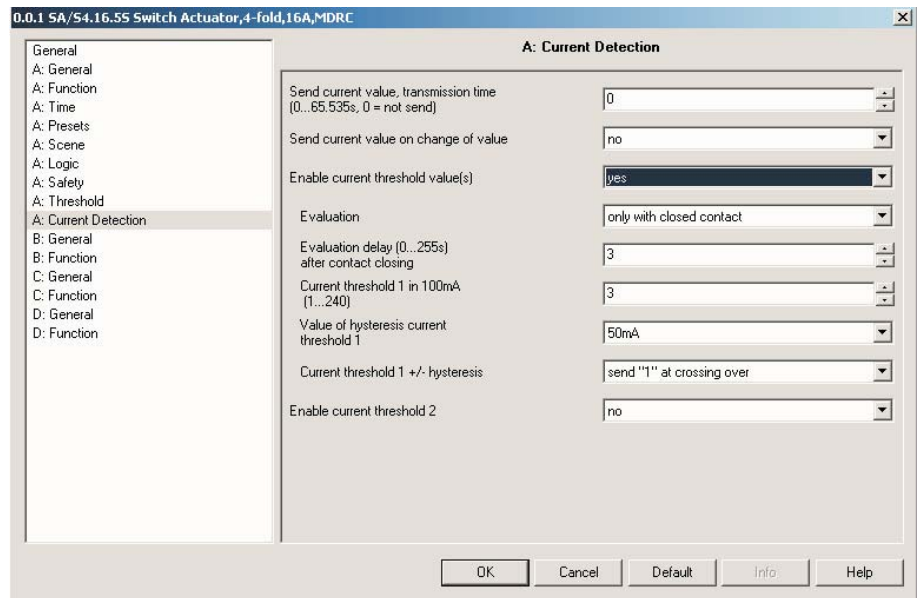 0.0.1 SA/S4.16.5S Switch Actuator,4-fold,16A,MDRC
General
A: General
A: Function
A: Time
A: Presets
A: Scene
A: Logic
A: Safety
A: Threshold
A: Current Detection
B: General
B: Function
C: General
C: Function
D: General
D: Function
A: Current Detection
Send current value, transmission time
(0...65.535s, 0 = not send)
0
Send current value on change of value
no
Enable current threshold value(s)
yes
Evaluation
only with closed contact
Evaluation delay (0...255s)
after contact closing
3
Current threshold 1 in 100mA
(1...240)
3
Value of hysteresis current
threshold 1
50mA
Current threshold 1 +/- hysteresis
send "1" at crossing over
Enable current threshold 2
no
OK
Cancel
Default
Info
Help